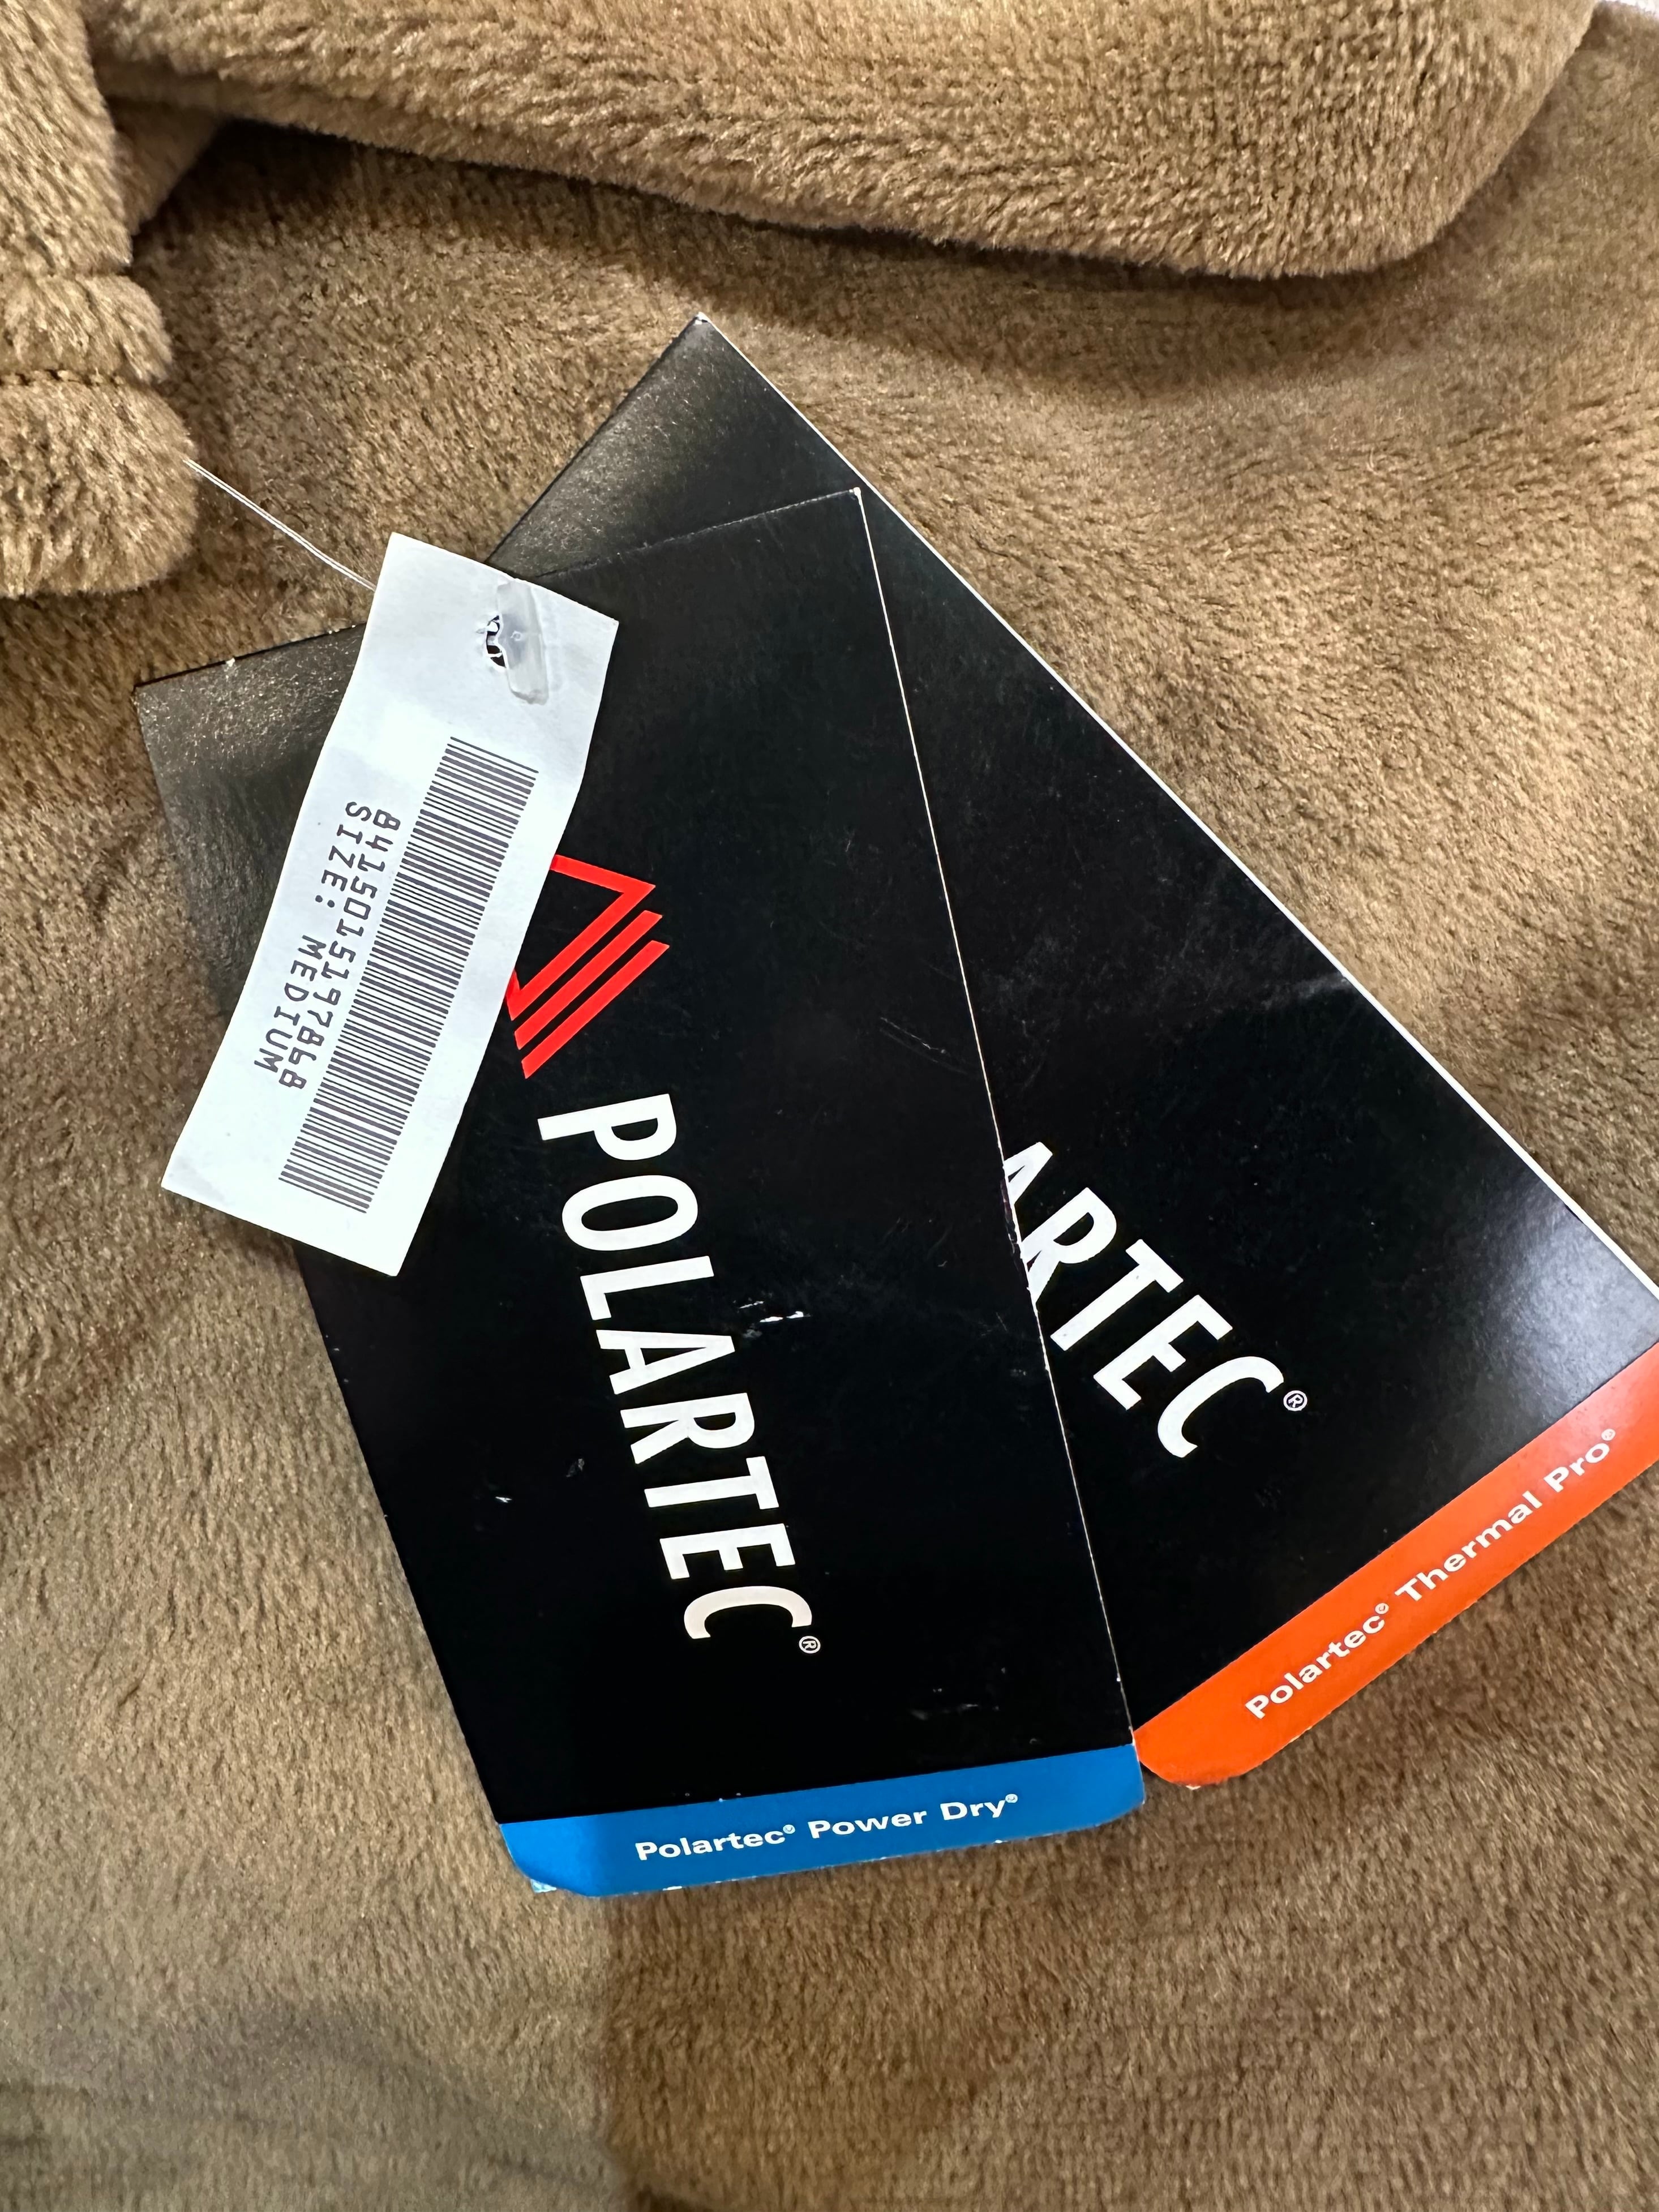 8415015197868
SIZE: MEDIUM
POLARTEC®
Polartec® Power Dry®
ARTEC®
Polartec® Thermal Pro®